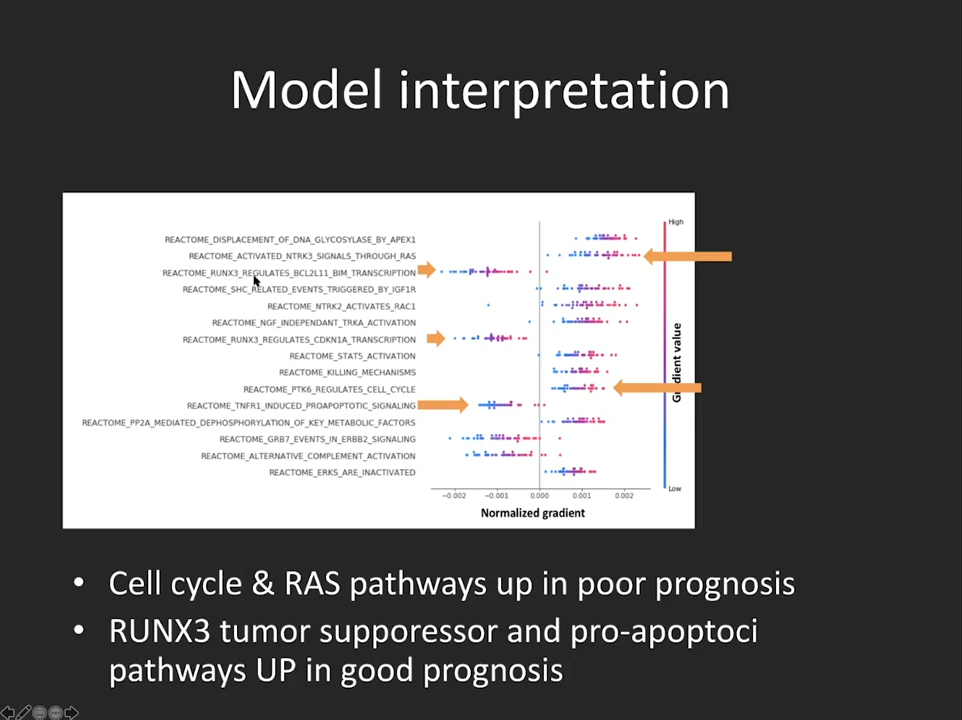 Model interpretation
REACTOME_DISPLACEMENT_OF_DNA_GLYCOSYLASE_BY_APEX1
REACTOME_ACTIVATED_NTRK3_SIGNALS_THROUGH_RAS
REACTOME_RUNX3_REGULATES_BCL2L11_BIM_TRANSCRIPTION
REACTOME_SHC_RELATED_EVENTS_TRIGGERED_BY_IGF1R
REACTOME_NTRK2_ACTIVATES_RAC1
REACTOME_NGF_INDEPENDANT_TRKA_ACTIVATION
REACTOME_RUNX3_REGULATES_CDKN1A_TRANSCRIPTION
REACTOME_STAT5_ACTIVATION
REACTOME_KILLING_MECHANISMS
REACTOME_PTK6_REGULATES_CELL_CYCLE
REACTOME_TNFR1_INDUCED_PROAPOPTOTIC_SIGNALING
REACTOME_PP2A_MEDIATED_DEPHOSPHORYLATION_OF_KEY_METABOLIC_FACTORS
REACTOME_GRB7_EVENTS_IN_ERBB2_SIGNALING
REACTOME_ALTERNATIVE_COMPLEMENT_ACTIVATION
REACTOME_ERKS_ARE_INACTIVATED
−0.002 −0.001 0.000 0.001 0.002
Normalized gradient
High
value
Low
• Cell cycle & RAS pathways up in poor prognosis
• RUNX3 tumor supporessor and pro-apoptoci
pathways UP in good prognosis